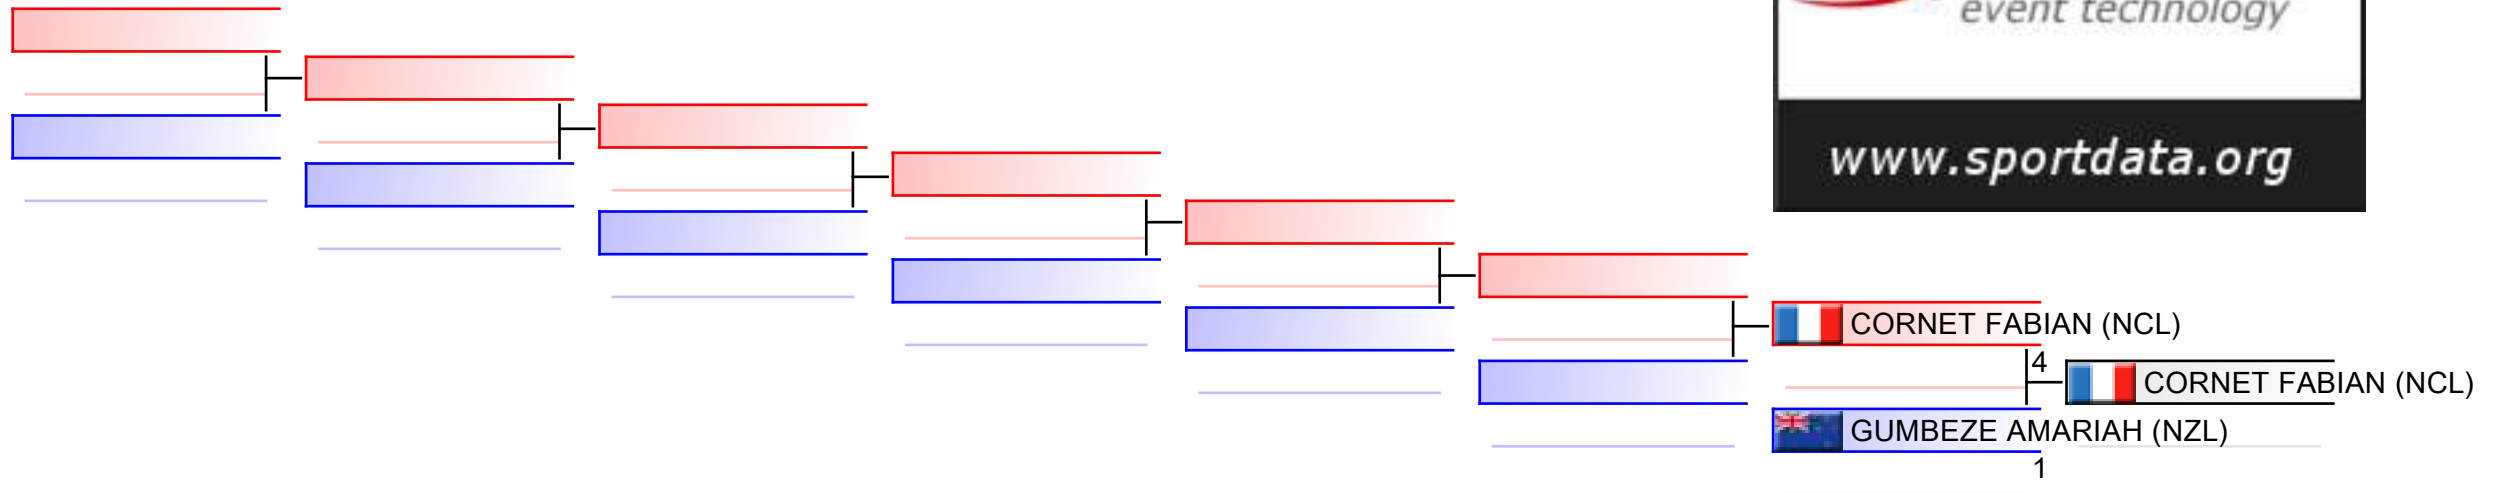 event technology
www.sportdata.org
CORNET FABIAN (NCL)
4
CORNET FABIAN (NCL)
GUMBEZE AMARIAH (NZL)
1